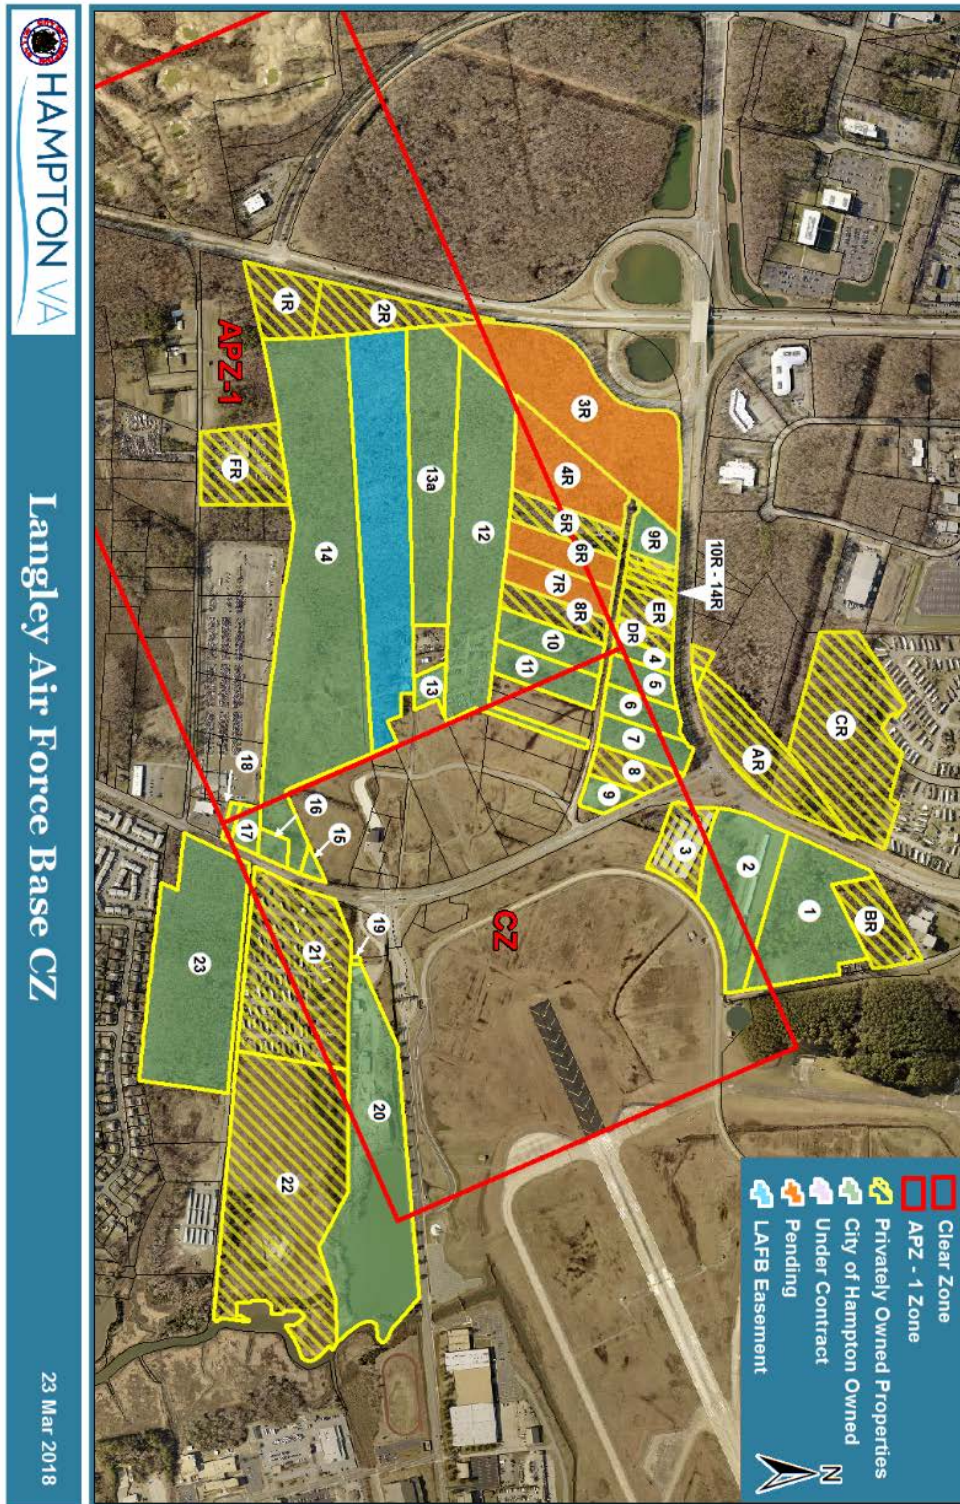 HAMPTON VA
Langley Air Force Base CZ
23 Mar 2018
Clear Zone
APZ - 1 Zone
Privately Owned Properties
City of Hampton Owned
Under Contract
Pending
LAFB Easement
N
APZ-1
CZ
10R - 14R
1R
2R
3R
4R
5R
6R
7R
8R
9R
ER
DR
CR
AR
BR
FR
1
2
3
4
5
6
7
8
9
10
11
12
13a
13
14
15
16
17
18
19
20
21
22
23